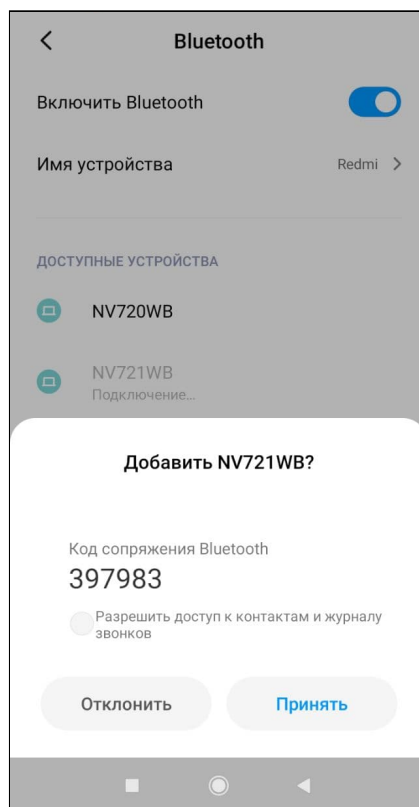 Bluetooth
Включить Bluetooth
Имя устройства
Redmi
ДОСТУПНЫЕ УСТРОЙСТВА
NV720WB
NV721WB
Подключение...
Добавить NV721WB?
Код сопряжения Bluetooth
397983
Разрешить доступ к контактам и журналу
звонков
Отклонить
Принять